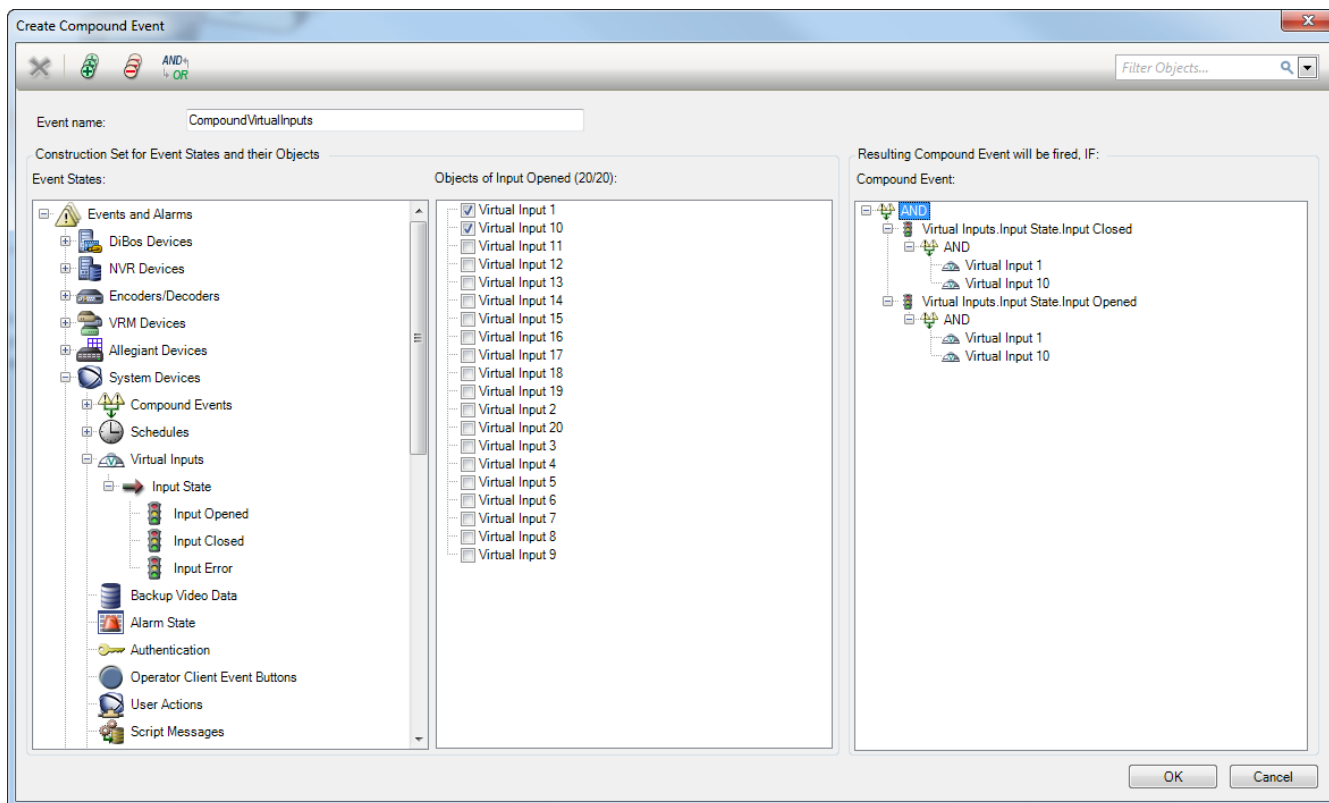 Create Compound Event
AND
OR
Filter Objects...
Event name:
CompoundVirtualInputs
Construction Set for Event States and their Objects
Event States:
Events and Alarms
DiBos Devices
NVR Devices
Encoders/Decoders
VRM Devices
Allegiant Devices
System Devices
Compound Events
Schedules
Virtual Inputs
Input State
Input Opened
Input Closed
Input Error
Backup Video Data
Alarm State
Authentication
Operator Client Event Buttons
User Actions
Script Messages
Objects of Input Opened (20/20):
Virtual Input 1
Virtual Input 10
Virtual Input 11
Virtual Input 12
Virtual Input 13
Virtual Input 14
Virtual Input 15
Virtual Input 16
Virtual Input 17
Virtual Input 18
Virtual Input 19
Virtual Input 2
Virtual Input 20
Virtual Input 3
Virtual Input 4
Virtual Input 5
Virtual Input 6
Virtual Input 7
Virtual Input 8
Virtual Input 9
Resulting Compound Event will be fired, IF:
Compound Event:
AND
Virtual Inputs.Input State.Input Closed
AND
Virtual Input 1
Virtual Input 10
Virtual Inputs.Input State.Input Opened
AND
Virtual Input 1
Virtual Input 10
OK
Cancel